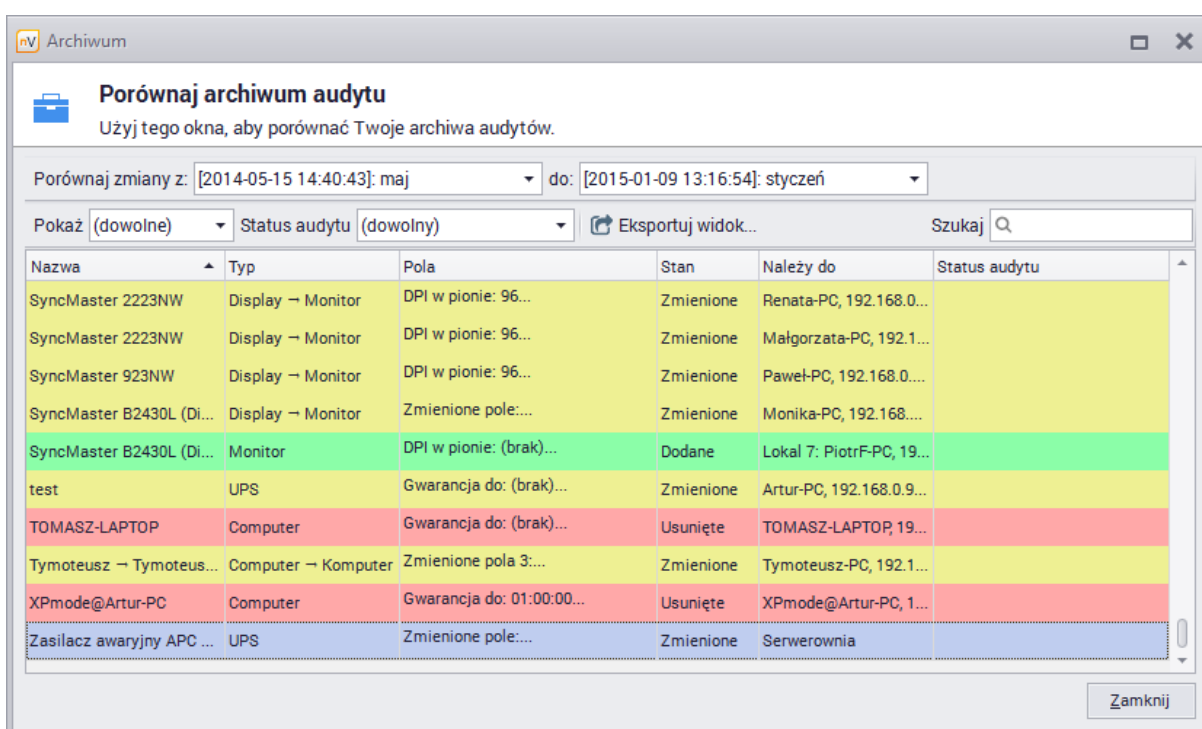 nV Archiwum
Porównaj archiwum audytu
Użyj tego okna, aby porównać Twoje archiwa audytów.
Porównaj zmiany z: [2014-05-15 14:40:43]: maj do: [2015-01-09 13:16:54]: styczeń
Pokaż (dowolne) Status audytu (dowolny) Eksportuj widok... Szukaj
Nazwa Typ Pola Stan Należy do Status audytu
SyncMaster 2223NW Display → Monitor DPI w pionie: 96... Zmienione Renata-PC, 192.168.0...
SyncMaster 2223NW Display → Monitor DPI w pionie: 96... Zmienione Małgorzata-PC, 192.1...
SyncMaster 923NW Display → Monitor DPI w pionie: 96... Zmienione Paweł-PC, 192.168.0....
SyncMaster B2430L (Di... Display → Monitor Zmienione pole:... Zmienione Monika-PC, 192.168....
SyncMaster B2430L (Di... Monitor DPI w pionie: (brak)... Dodane Lokal 7: PiotrF-PC, 19...
test UPS Gwarancja do: (brak)... Zmienione Artur-PC, 192.168.0.9...
TOMASZ-LAPTOP Computer Gwarancja do: (brak)... Usunięte TOMASZ-LAPTOP, 19...
Tymoteusz → Tymoteus... Computer → Komputer Zmienione pola 3:... Zmienione Tymoteusz-PC, 192.1...
XPmode@Artur-PC Computer Gwarancja do: 01:00:00... Usunięte XPmode@Artur-PC, 1...
Zasilacz awaryjny APC ... UPS Zmienione pole:... Zmienione Serwerownia
Zamknij